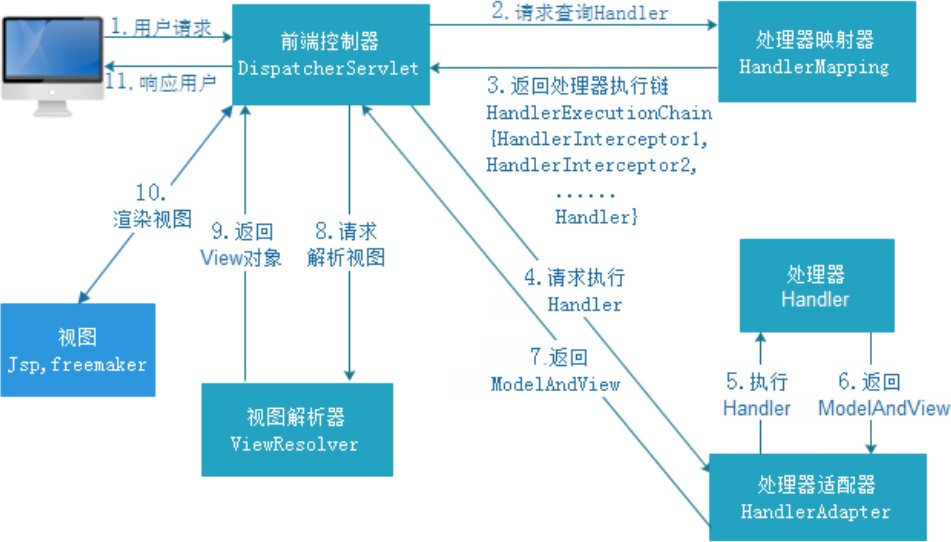 1.用户请求
11.响应用户
前端控制器
DispatcherServlet
2.请求查询Handler
处理器映射器
HandlerMapping
3.返回处理器执行链
HandlerExecutionChain
{HandlerInterceptor1,
HandlerInterceptor2,
......
Handler}
10.
渲染视图
9.返回
View对象
8.请求
解析视图
4.请求执行
Handler
处理器
Handler
视图
Jsp,freemaker
7.返回
ModelAndView
5.执行
Handler
6.返回
ModelAndView
视图解析器
ViewResolver
处理器适配器
HandlerAdapter